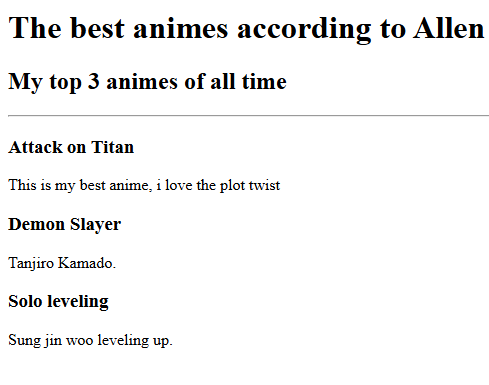 The best animes according to Allen
My top 3 animes of all time
Attack on Titan
This is my best anime, i love the plot twist
Demon Slayer
Tanjiro Kamado.
Solo leveling
Sung jin woo leveling up.